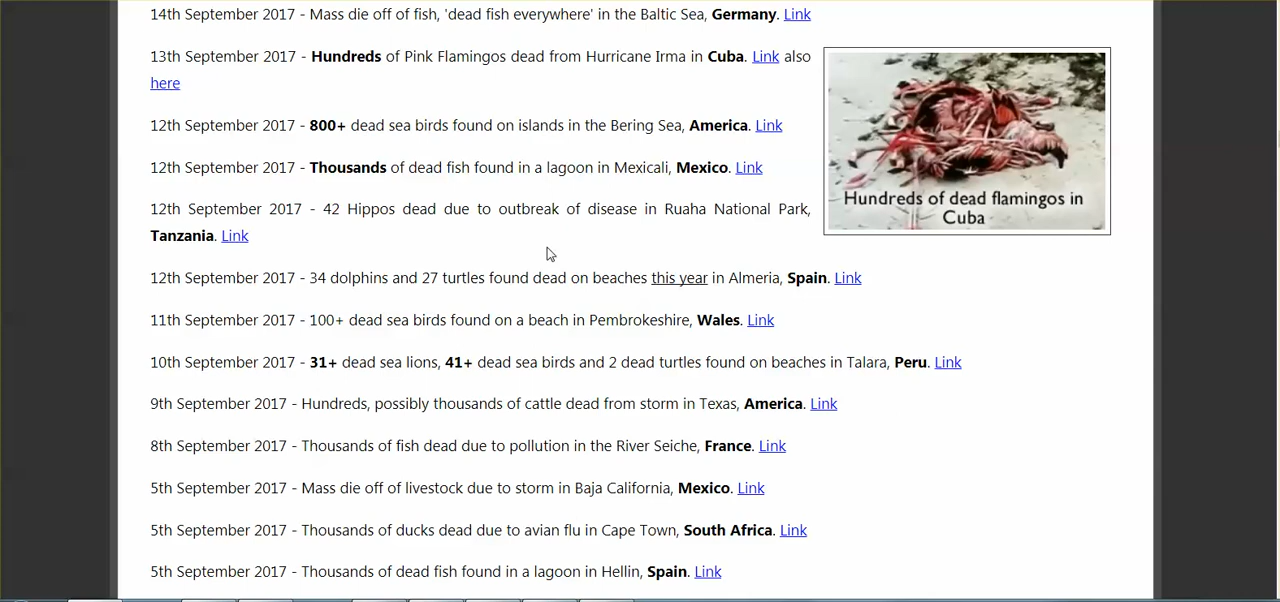 14th September 2017 - Mass die off of fish, 'dead fish everywhere' in the Baltic Sea, Germany. Link
13th September 2017 - Hundreds of Pink Flamingos dead from Hurricane Irma in Cuba. Link also
here
12th September 2017 - 800+ dead sea birds found on islands in the Bering Sea, America. Link
12th September 2017 - Thousands of dead fish found in a lagoon in Mexicali, Mexico. Link
12th September 2017 - 42 Hippos dead due to outbreak of disease in Ruaha National Park,
Tanzania. Link
Hundreds of dead flamingos in
Cuba
12th September 2017 - 34 dolphins and 27 turtles found dead on beaches this year in Almeria, Spain. Link
11th September 2017 - 100+ dead sea birds found on a beach in Pembrokeshire, Wales. Link
10th September 2017 - 31+ dead sea lions, 41+ dead sea birds and 2 dead turtles found on beaches in Talara, Peru. Link
9th September 2017 - Hundreds, possibly thousands of cattle dead from storm in Texas, America. Link
8th September 2017 - Thousands of fish dead due to pollution in the River Seiche, France. Link
5th September 2017 - Mass die off of livestock due to storm in Baja California, Mexico. Link
5th September 2017 - Thousands of ducks dead due to avian flu in Cape Town, South Africa. Link
5th September 2017 - Thousands of dead fish found in a lagoon in Hellin, Spain. Link